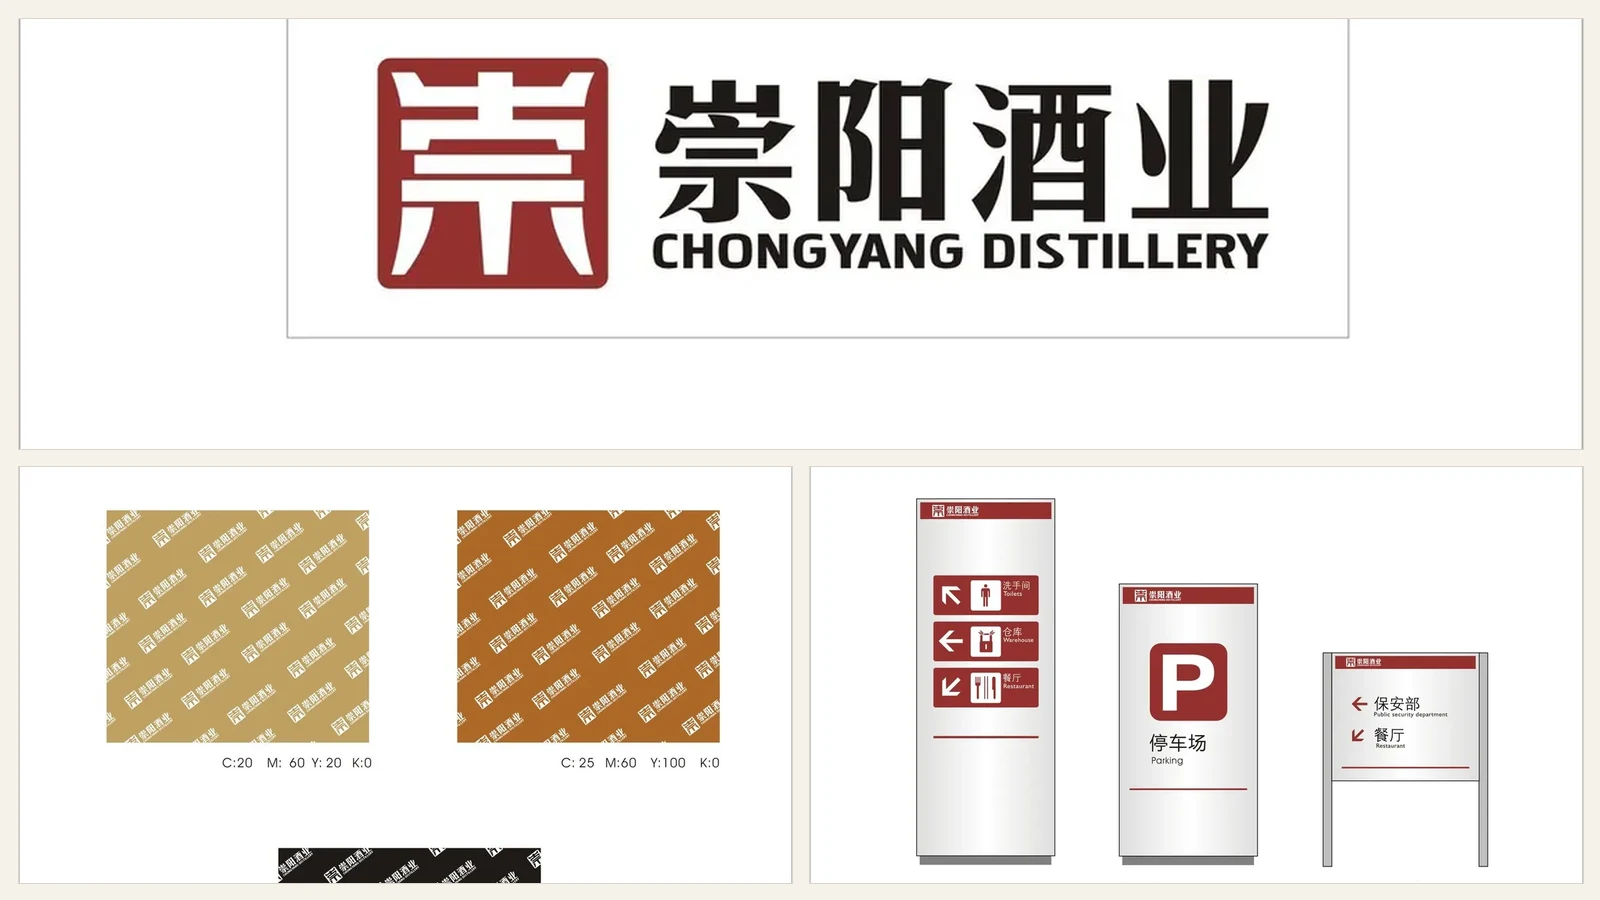 崇
崇阳酒业
CHONGYANG DISTILLERY
C:20 M: 60 Y: 20 K:0
C: 25 M:60 Y:100 K:0
崇阳酒业
洗手间
Toilets
仓库
Warehouse
餐厅
Restaurant
崇阳酒业
P
停车场
Parking
崇阳酒业
保安部
Public security department
餐厅
Restaurant